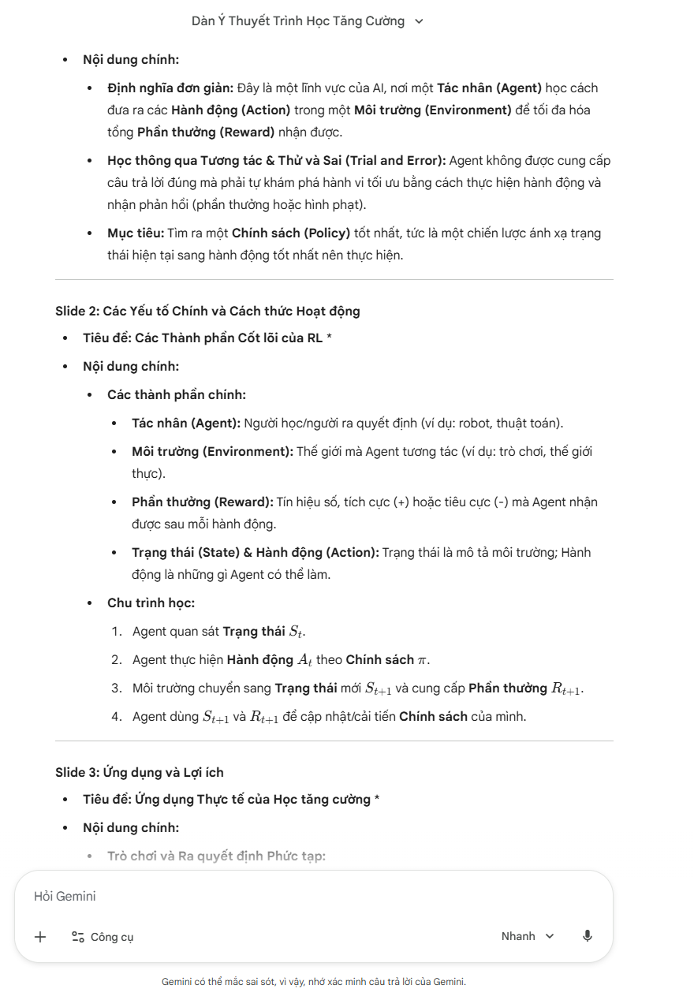 Dàn Ý Thuyết Trình Học Tăng Cường
Nội dung chính:
Định nghĩa đơn giản: Đây là một lĩnh vực của AI, nơi một Tác nhân (Agent) học cách
đưa ra các Hành động (Action) trong một Môi trường (Environment) để tối đa hóa
tổng Phần thưởng (Reward) nhận được.
Học thông qua Tương tác & Thử và Sai (Trial and Error): Agent không được cung cấp
câu trả lời đúng mà phải tự khám phá hành vi tối ưu bằng cách thực hiện hành động và
nhận phản hồi (phần thưởng hoặc hình phạt).
Mục tiêu: Tìm ra một Chính sách (Policy) tốt nhất, tức là một chiến lược ánh xạ trạng
thái hiện tại sang hành động tốt nhất nên thực hiện.
Slide 2: Các Yếu tố Chính và Cách thức Hoạt động
Tiêu đề: Các Thành phần Cốt lõi của RL *
Nội dung chính:
Các thành phần chính:
Tác nhân (Agent): Người học/người ra quyết định (ví dụ: robot, thuật toán).
Môi trường (Environment): Thế giới mà Agent tương tác (ví dụ: trò chơi, thế giới
thực).
Phần thưởng (Reward): Tín hiệu số, tích cực (+) hoặc tiêu cực (-) mà Agent nhận
được sau mỗi hành động.
Trạng thái (State) & Hành động (Action): Trạng thái là mô tả môi trường; Hành
động là những gì Agent có thể làm.
Chu trình học:
1. Agent quan sát Trạng thái S_t.
2. Agent thực hiện Hành động A_t theo Chính sách π.
3. Môi trường chuyển sang Trạng thái mới S_{t+1} và cung cấp Phần thưởng R_{t+1}.
4. Agent dùng S_{t+1} và R_{t+1} để cập nhật/cải tiến Chính sách của mình.
Slide 3: Ứng dụng và Lợi ích
Tiêu đề: Ứng dụng Thực tế của Học tăng cường *
Nội dung chính:
Trò chơi và Ra quyết định Phức tạp:
Hỏi Gemini
Công cụ
Nhanh
Gemini có thể mắc sai sót, vì vậy, nhớ xác minh câu trả lời của Gemini.